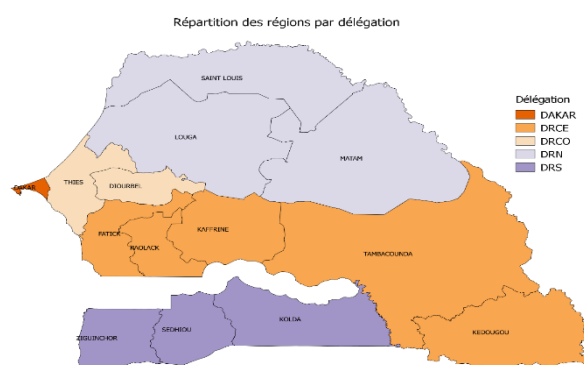 Répartition des régions par délégation
SAINT LOUIS
Délégation
DAKAR
DRCE
DRCO
DRN
DRS
LOUGA
MATAM
THIES
DIOURBEL
DAKAR
FATICK
KAOLACK
KAFFRINE
TAMBACOUNDA
KEDOUGOU
KOLDA
SEDHIOU
ZIGUINCHOR